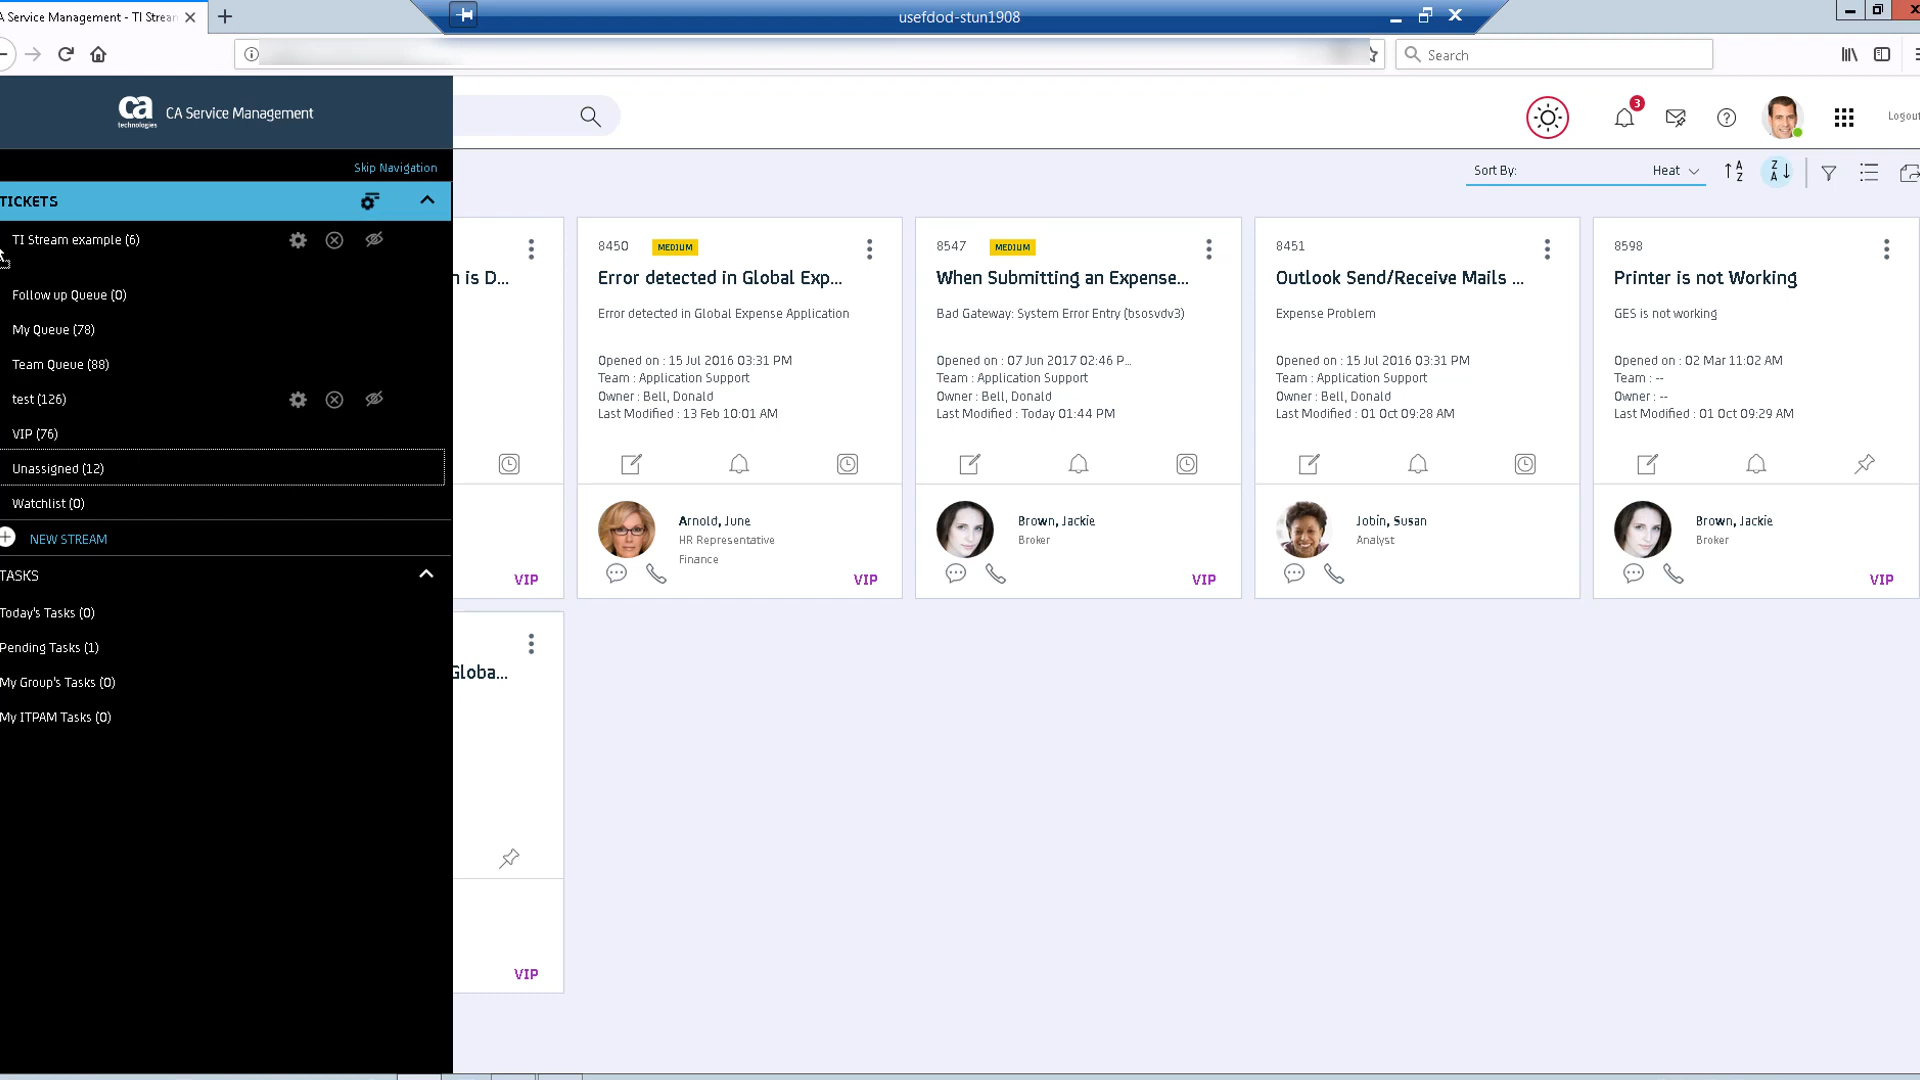 A Service Management - TI Strear
usefdod-stun1908
Search
ca
technologies
CA Service Management
3
Logout
Skip Navigation
TICKETS
TI Stream example (6)
Follow up Queue (0)
My Queue (78)
Team Queue (88)
test (126)
VIP (76)
Unassigned (12)
Watchlist (0)
NEW STREAM
TASKS
Today's Tasks (0)
Pending Tasks (1)
My Group's Tasks (0)
My ITPAM Tasks (0)
Sort By:
Heat
A
Z
Z
A
n is D...
VIP
8450
MEDIUM
Error detected in Global Exp...
Error detected in Global Expense Application
Opened on : 15 Jul 2016 03:31 PM
Team : Application Support
Owner : Bell, Donald
Last Modified : 13 Feb 10:01 AM
Arnold, June
HR Representative
Finance
VIP
8547
MEDIUM
When Submitting an Expense...
Bad Gateway: System Error Entry (bsosvdv3)
Opened on : 07 Jun 2017 02:46 P...
Team : Application Support
Owner : Bell, Donald
Last Modified : Today 01:44 PM
Brown, Jackie
Broker
VIP
8451
Outlook Send/Receive Mails ...
Expense Problem
Opened on : 15 Jul 2016 03:31 PM
Team : Application Support
Owner : Bell, Donald
Last Modified : 01 Oct 09:28 AM
Jobin, Susan
Analyst
8598
Printer is not Working
GES is not working
Opened on : 02 Mar 11:02 AM
Team : --
Owner : --
Last Modified : 01 Oct 09:29 AM
Brown, Jackie
Broker
VIP
Globa...
VIP